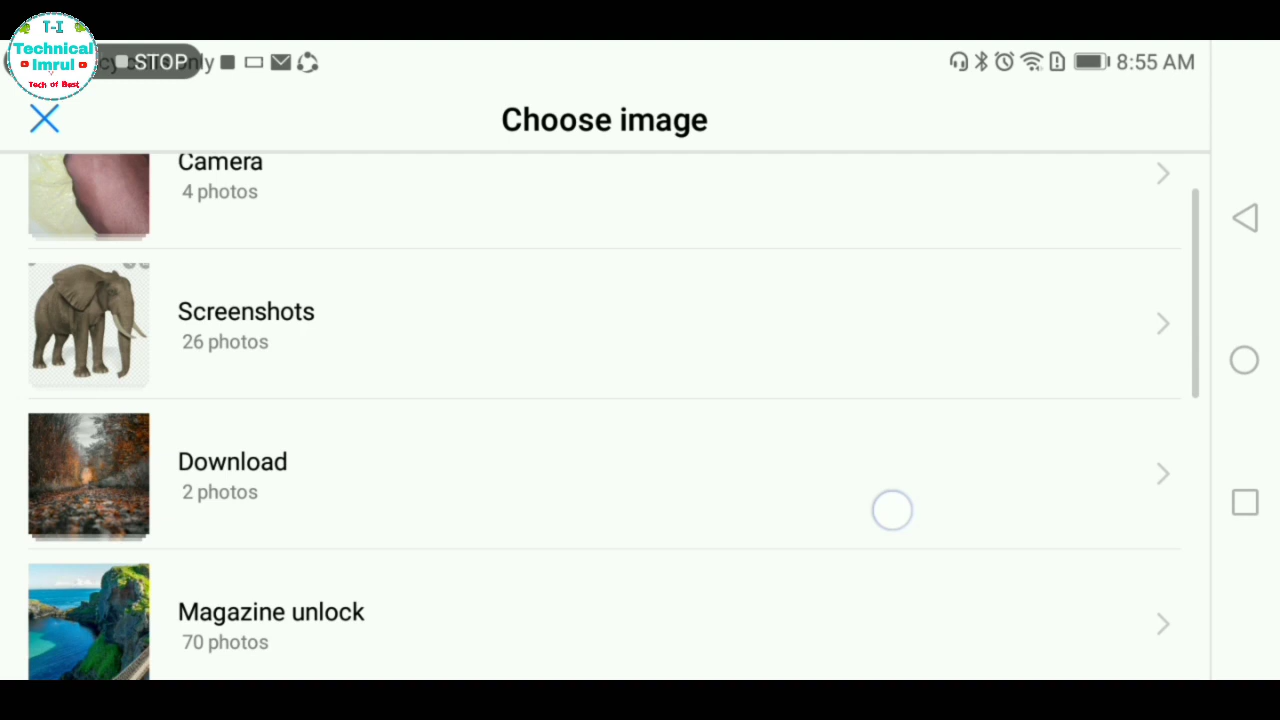 T-I
Technical
Imrul
Tech of Best
STOP
8:55 AM
Choose image
Camera
4 photos
Screenshots
26 photos
Download
2 photos
Magazine unlock
70 photos